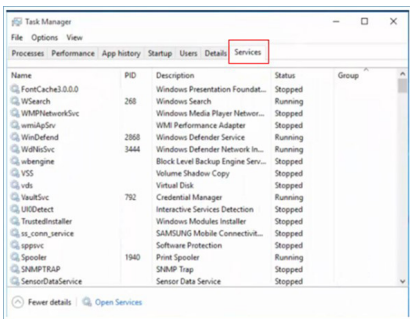 Task Manager
File Options View
Processes Performance App history Startup Users Details Services
Name PID Description Status Group
FontCache3.0.0.0 Windows Presentation Foundat... Stopped
WSearch 268 Windows Search Running
WMPNetworkSvc Windows Media Player Networ... Stopped
wmiApSrv WMI Performance Adapter Stopped
WinDefend 2868 Windows Defender Service Running
WdNisSvc 3444 Windows Defender Network In... Running
wbengine Block Level Backup Engine Serv... Stopped
VSS Volume Shadow Copy Stopped
vds Virtual Disk Stopped
VaultSvc 792 Credential Manager Running
UI0Detect Interactive Services Detection Stopped
TrustedInstaller Windows Modules Installer Stopped
ss_conn_service SAMSUNG Mobile Connectivit... Stopped
sppsvc Software Protection Stopped
Spooler 1940 Print Spooler Running
SNMPTRAP SNMP Trap Stopped
SensorDataService Sensor Data Service Stopped
Fewer details Open Services